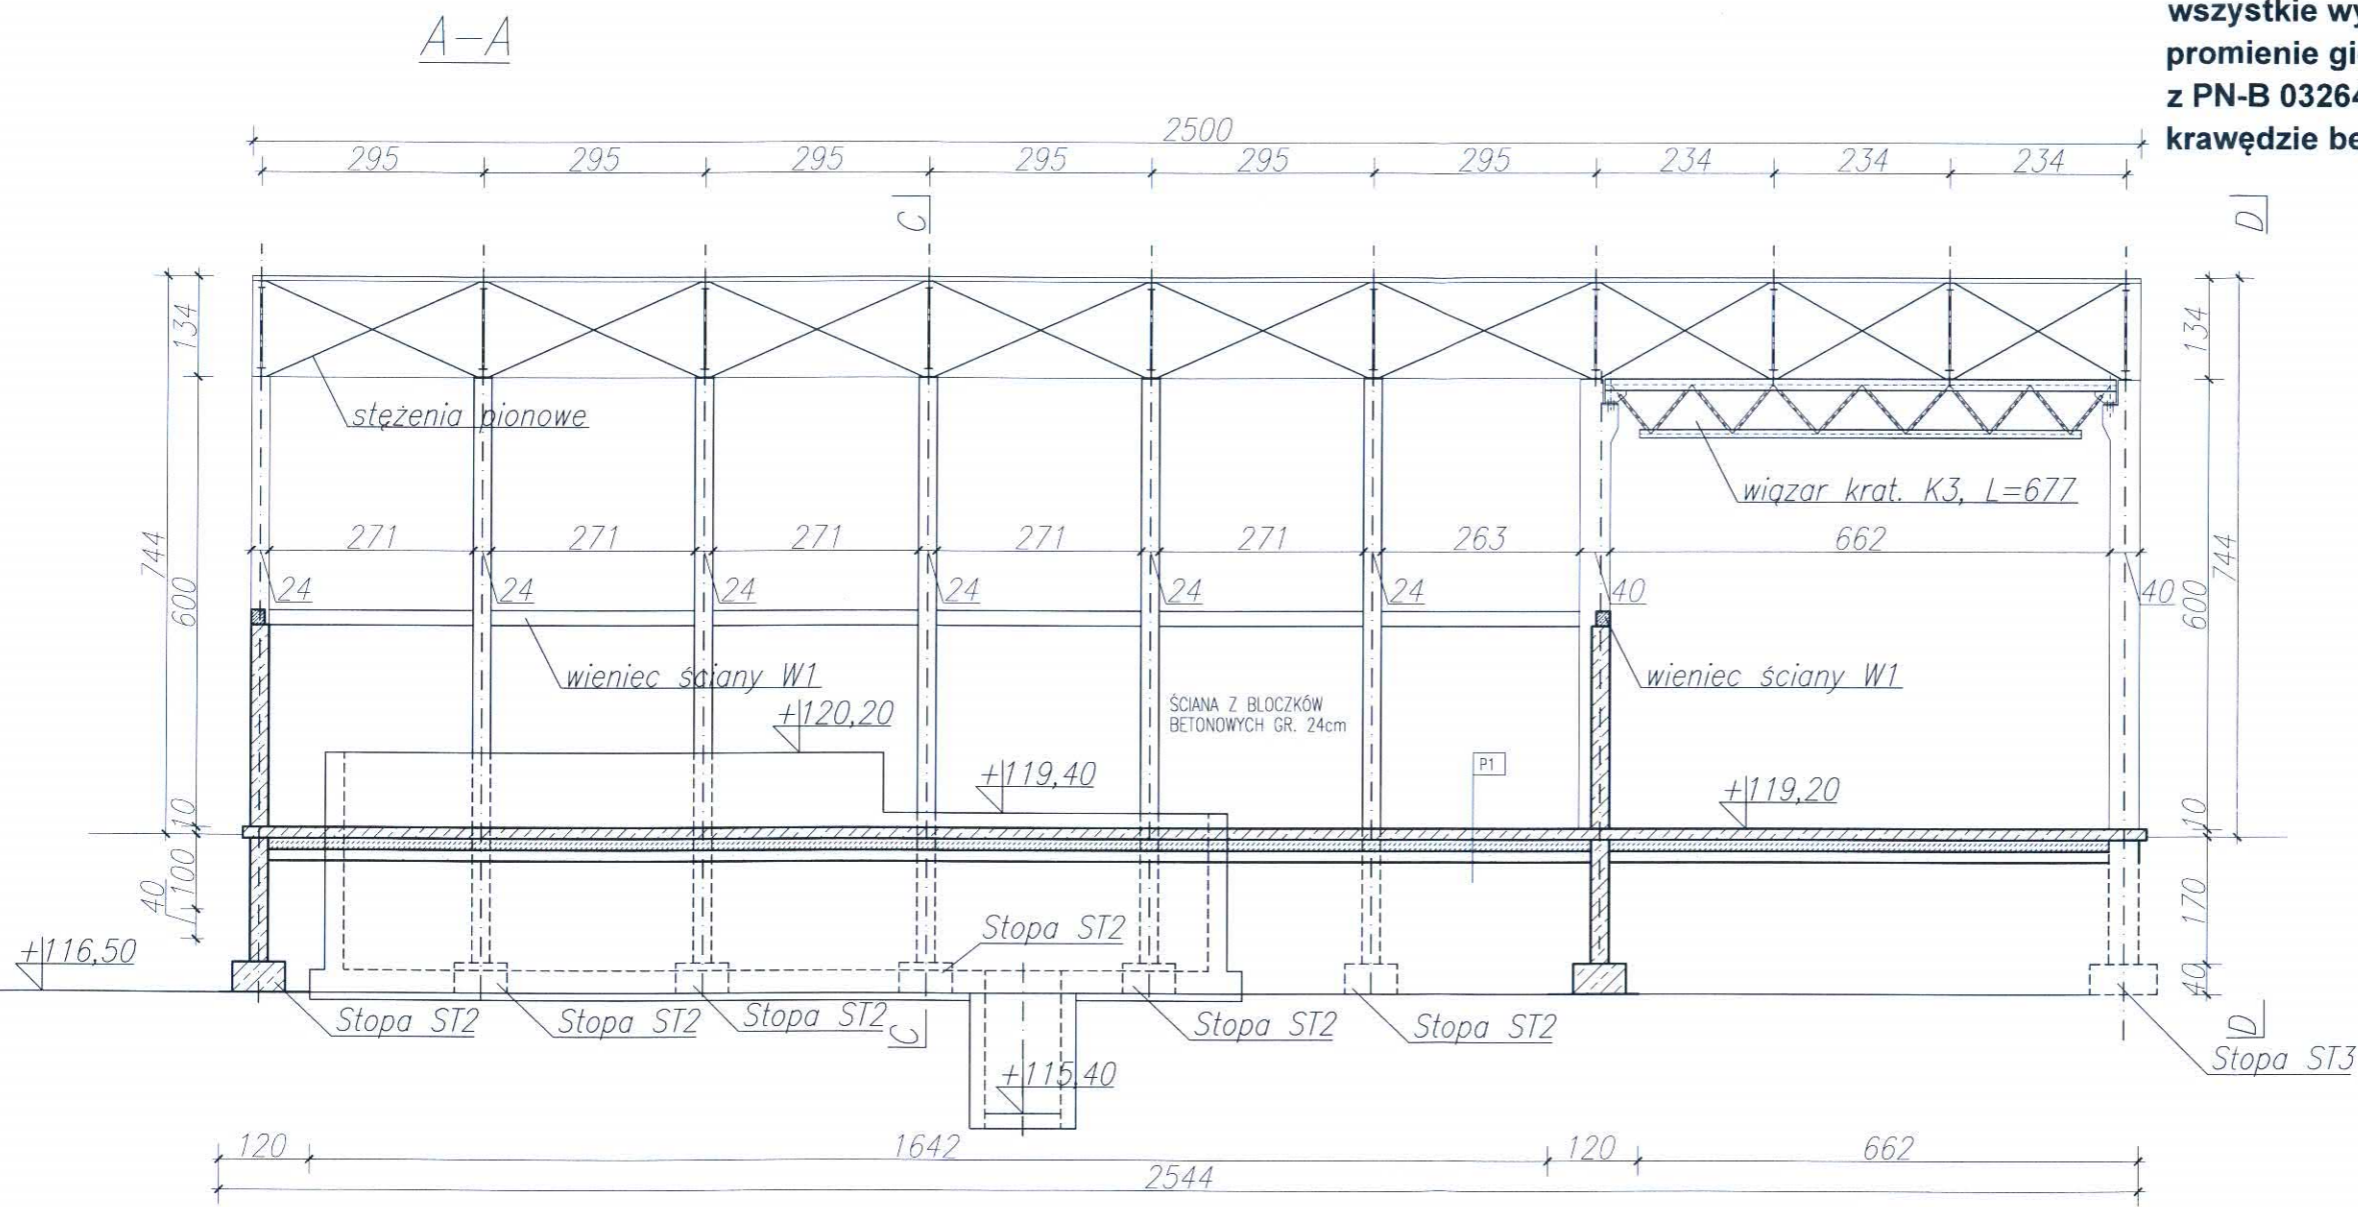 A-A
wszystkie
promienie
z PN-B 03264
krawędzie
2500
295 295 295 295 295 295 234 234 234
C D
134 134
stężenia pionowe
wiązar krat. K3, L=677
271 271 271 271 271 263 662
744 600 24 24 24 24 24 24 40 40 600 744
wieniec ściany W1
wieniec ściany W1
ŚCIANA Z BLOCZKÓW
BETONOWYCH GR. 24cm
+120,20
P1
+119,40
+119,20
10 10
40 100 170
Stopa ST2
+116,50
40
Stopa ST2
Stopa ST2
Stopa ST2
Stopa ST2
Stopa ST2
C D
Stopa ST3
+115,40
120 1642 120 662
2544